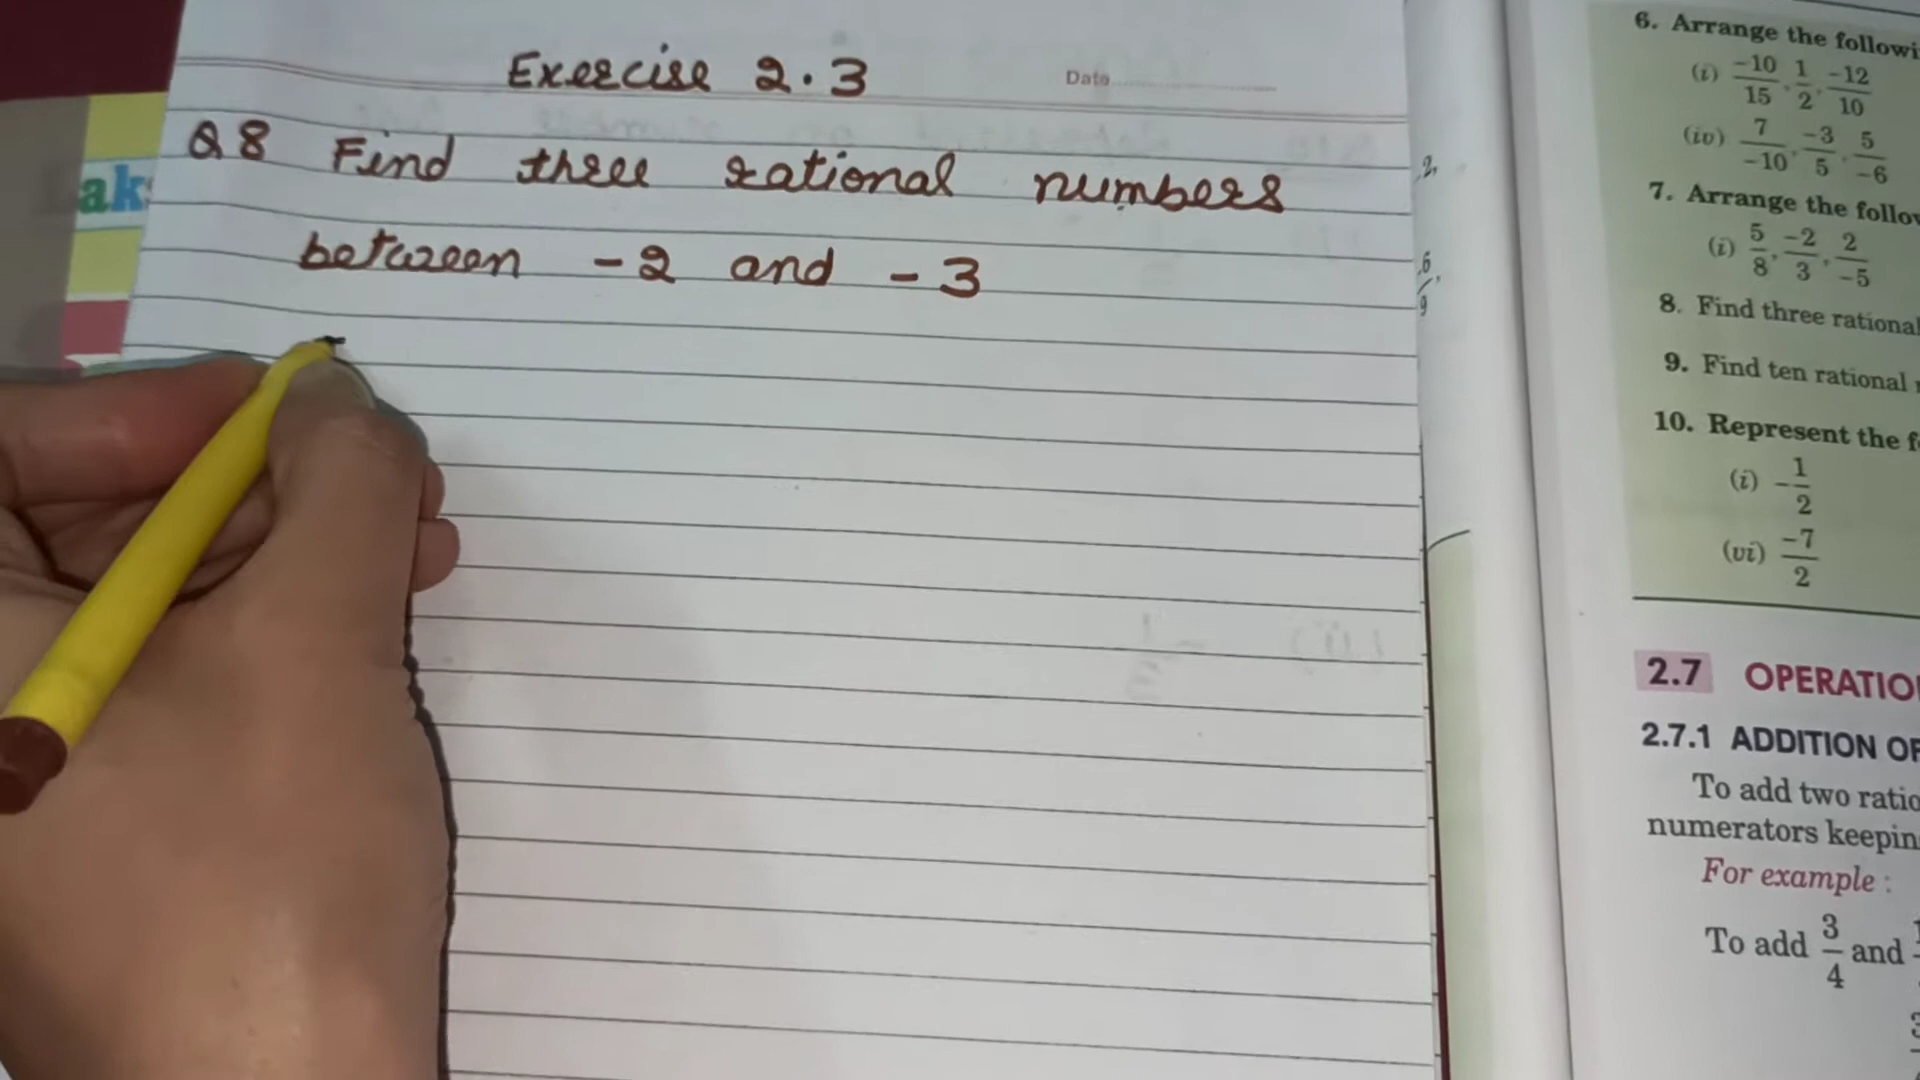 Exercise 2.3
Date
Q8 Find three rational numbers
between -2 and -3
aks
6. Arrange the followi
(i) -10/15, 1/2, -12/10
(iv) 7/-10, -3/5, 5/-6
7. Arrange the follow
(i) 5/8, -2/3, 2/-5
8. Find three rational
9. Find ten rational
10. Represent the f
(i) -1/2
(vi) -7/2
2.7 OPERATIO
2.7.1 ADDITION OF
To add two ratio
numerators keepin
For example :
To add 3/4 and